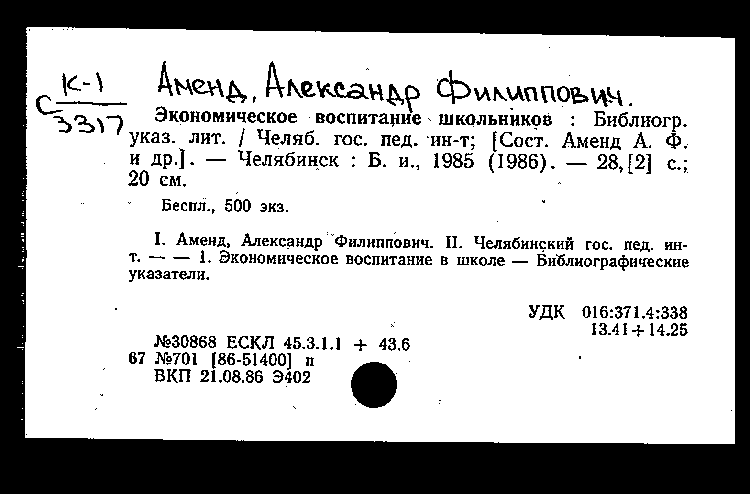 Аменд, Александр Филиппович.
К-1
С
3317
Экономическое воспитание школьников : Библиогр.
указ. лит. / Челяб. гос. пед. ин-т; [Сост. Аменд А. Ф.
и др.]. — Челябинск : Б. и., 1985 (1986). — 28,[2] с.;
20 см.
Беспл., 500 экз.
I. Аменд, Александр Филиппович. II. Челябинский гос. пед. ин-
т. — — 1. Экономическое воспитание в школе — Библиографические
указатели.
УДК 016:371.4:338
13.41+14.25
№30868 ЕСКЛ 45.3.1.1 + 43.6
67 №701 [86-51400] п
ВКП 21.08.86 Э402